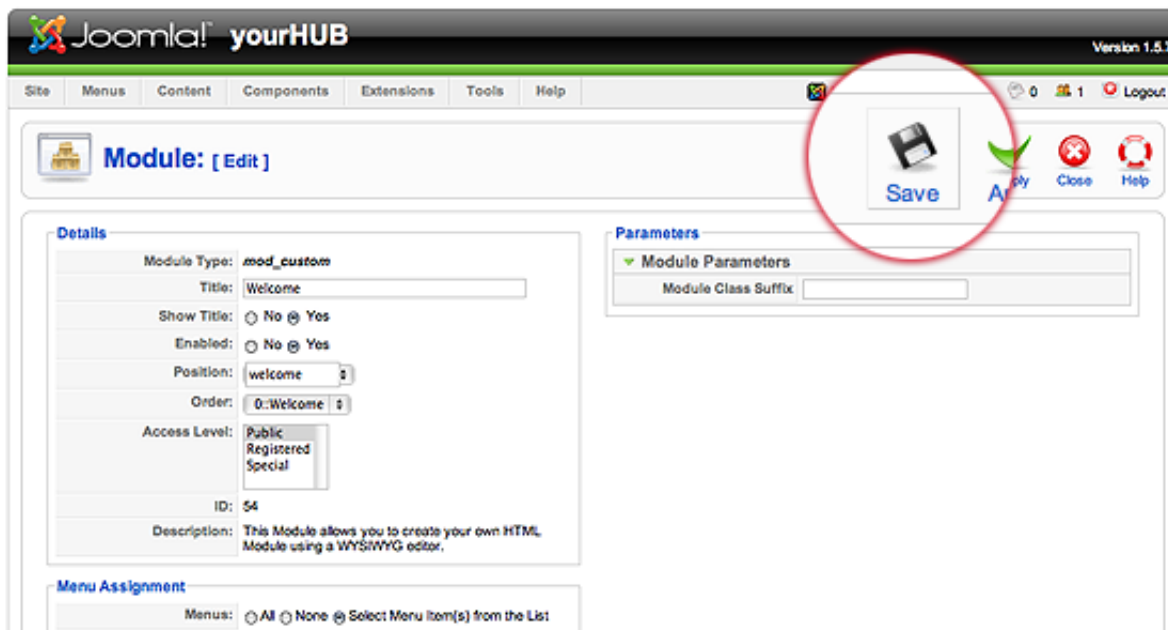 Joomla! yourHUB
Version 1.5.
Site Menus Content Components Extensions Tools Help 0 1 Logout
Module: [ Edit ]
Save Apply Close Help
Details
Module Type: mod_custom
Title: Welcome
Show Title: No Yes
Enabled: No Yes
Position: welcome
Order: 0::Welcome
Access Level: Public
Registered
Special
ID: 54
Description: This Module allows you to create your own HTML
Module using a WYSIWYG editor.
Parameters
Module Parameters
Module Class Suffix
Menu Assignment
Menus: All None Select Menu Item(s) from the List